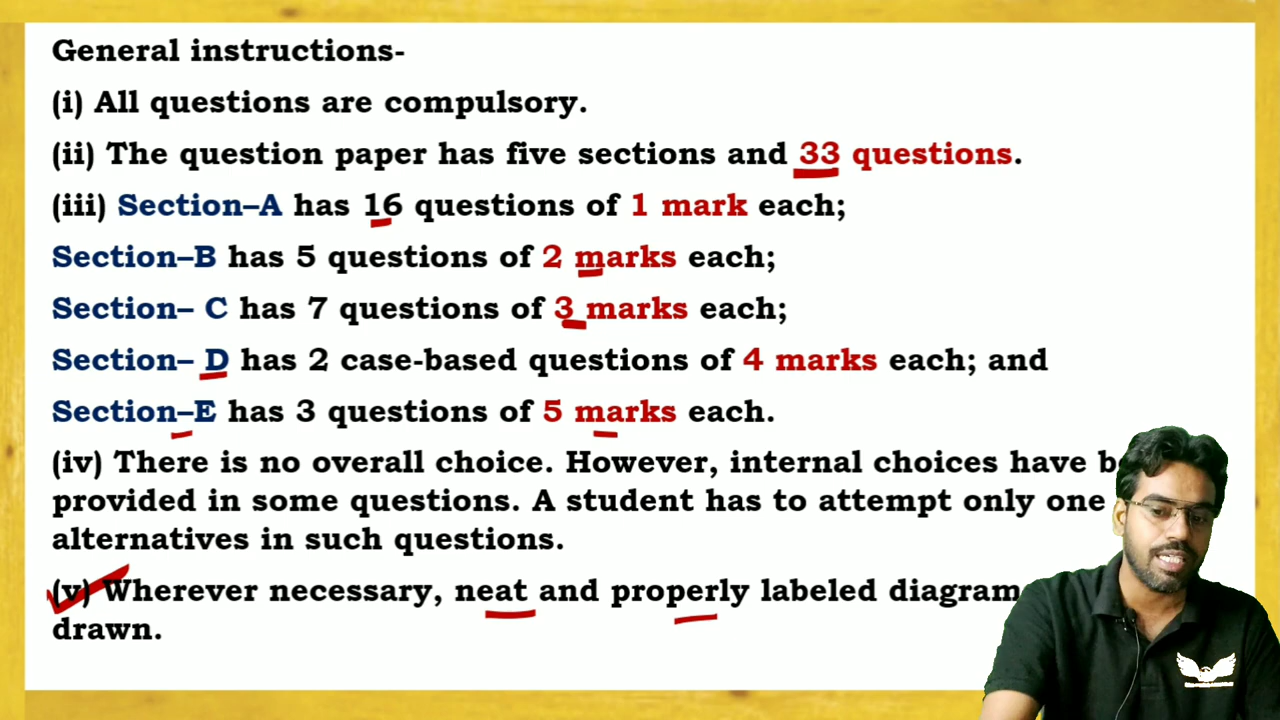 General instructions-
(i) All questions are compulsory.
(ii) The question paper has five sections and 33 questions.
(iii) Section–A has 16 questions of 1 mark each;
Section–B has 5 questions of 2 marks each;
Section– C has 7 questions of 3 marks each;
Section– D has 2 case-based questions of 4 marks each; and
Section–E has 3 questions of 5 marks each.
(iv) There is no overall choice. However, internal choices have
provided in some questions. A student has to attempt only one
alternatives in such questions.
(v) Wherever necessary, neat and properly labeled diagram
drawn.